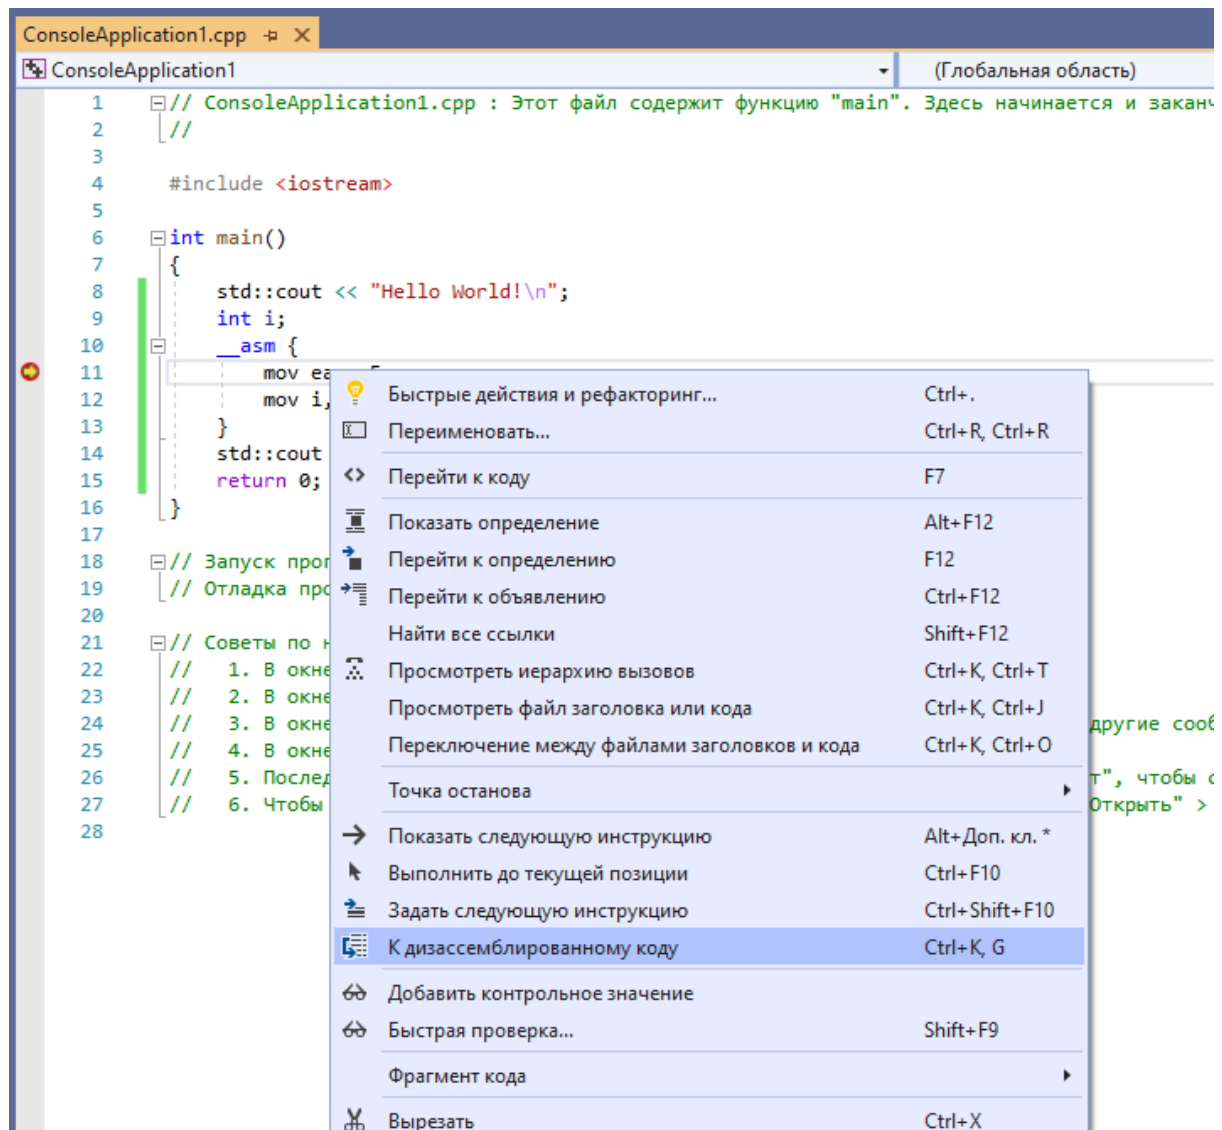 ConsoleApplication1.cpp
ConsoleApplication1 (Глобальная область)
1 // ConsoleApplication1.cpp : Этот файл содержит функцию "main". Здесь начинается и
2 //
3
4 #include <iostream>
5
6 int main()
7 {
8 std::cout << "Hello World!\n";
9 int i;
10 __asm {
11 mov
12 mov i,
13 }
14 std::cout
15 return 0;
16 }
17
18 // Запуск
19 // Отладка
20
21 // Советы по
22 // 1. В окне
23 // 2. В окне
24 // 3. В окне другие
25 // 4. В окне
26 // 5. чтобы
27 // 6. Чтобы Открыть" >
28
Быстрые действия и рефакторинг... Ctrl+.
Переименовать... Ctrl+R, Ctrl+R
Перейти к коду F7
Показать определение Alt+F12
Перейти к определению F12
Перейти к объявлению Ctrl+F12
Найти все ссылки Shift+F12
Просмотреть иерархию вызовов Ctrl+K, Ctrl+T
Просмотреть файл заголовка или кода Ctrl+K, Ctrl+J
Переключение между файлами заголовков и кода Ctrl+K, Ctrl+O
Точка останова
Показать следующую инструкцию Alt+Доп. кл. *
Выполнить до текущей позиции Ctrl+F10
Задать следующую инструкцию Ctrl+Shift+F10
К дизассемблированному коду Ctrl+K, G
Добавить контрольное значение
Быстрая проверка... Shift+F9
Фрагмент кода
Вырезать Ctrl+X